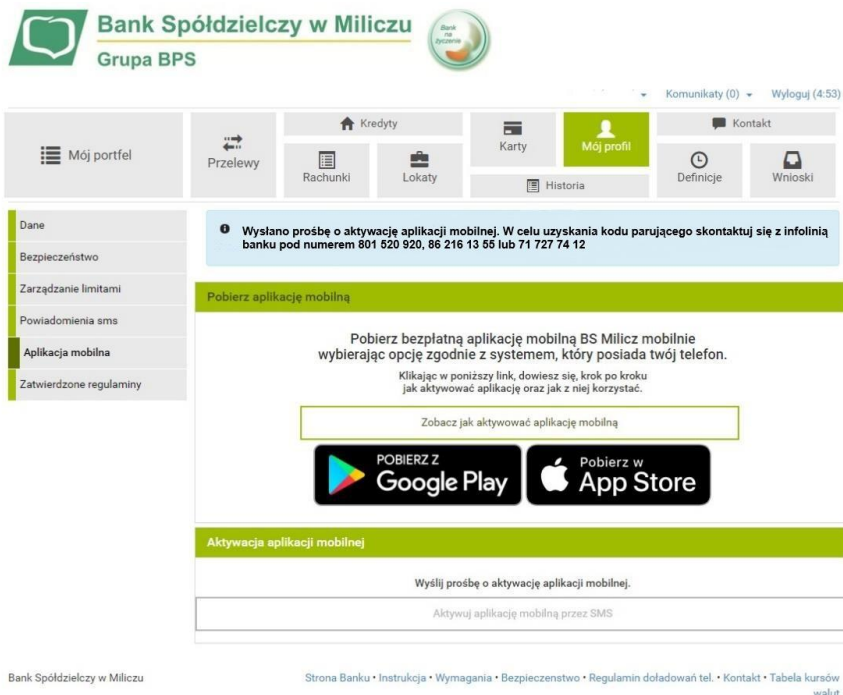 Bank Spółdzielczy w Miliczu
Grupa BPS
Bank
na
życzenie
Komunikaty (0)
Wyloguj (4:53)
Mój portfel
Przelewy
Kredyty
Rachunki
Lokaty
Karty
Mój profil
Historia
Kontakt
Definicje
Wnioski
Dane
Bezpieczeństwo
Zarządzanie limitami
Powiadomienia sms
Aplikacja mobilna
Zatwierdzone regulaminy
Wysłano prośbę o aktywację aplikacji mobilnej. W celu uzyskania kodu parującego skontaktuj się z infolinią
banku pod numerem 801 520 920, 86 216 13 55 lub 71 727 74 12
Pobierz aplikację mobilną
Pobierz bezpłatną aplikację mobilną BS Milicz mobilnie
wybierając opcję zgodnie z systemem, który posiada twój telefon.
Klikając w poniższy link, dowiesz się, krok po kroku
jak aktywować aplikację oraz jak z niej korzystać.
Zobacz jak aktywować aplikację mobilną
POBIERZ Z
Google Play
Pobierz w
App Store
Aktywacja aplikacji mobilnej
Wyślij prośbę o aktywację aplikacji mobilnej.
Aktywuj aplikację mobilną przez SMS
Bank Spółdzielczy w Miliczu
Strona Banku • Instrukcja • Wymagania • Bezpieczenstwo • Regulamin doładowań tel. • Kontakt • Tabela kursów
walut